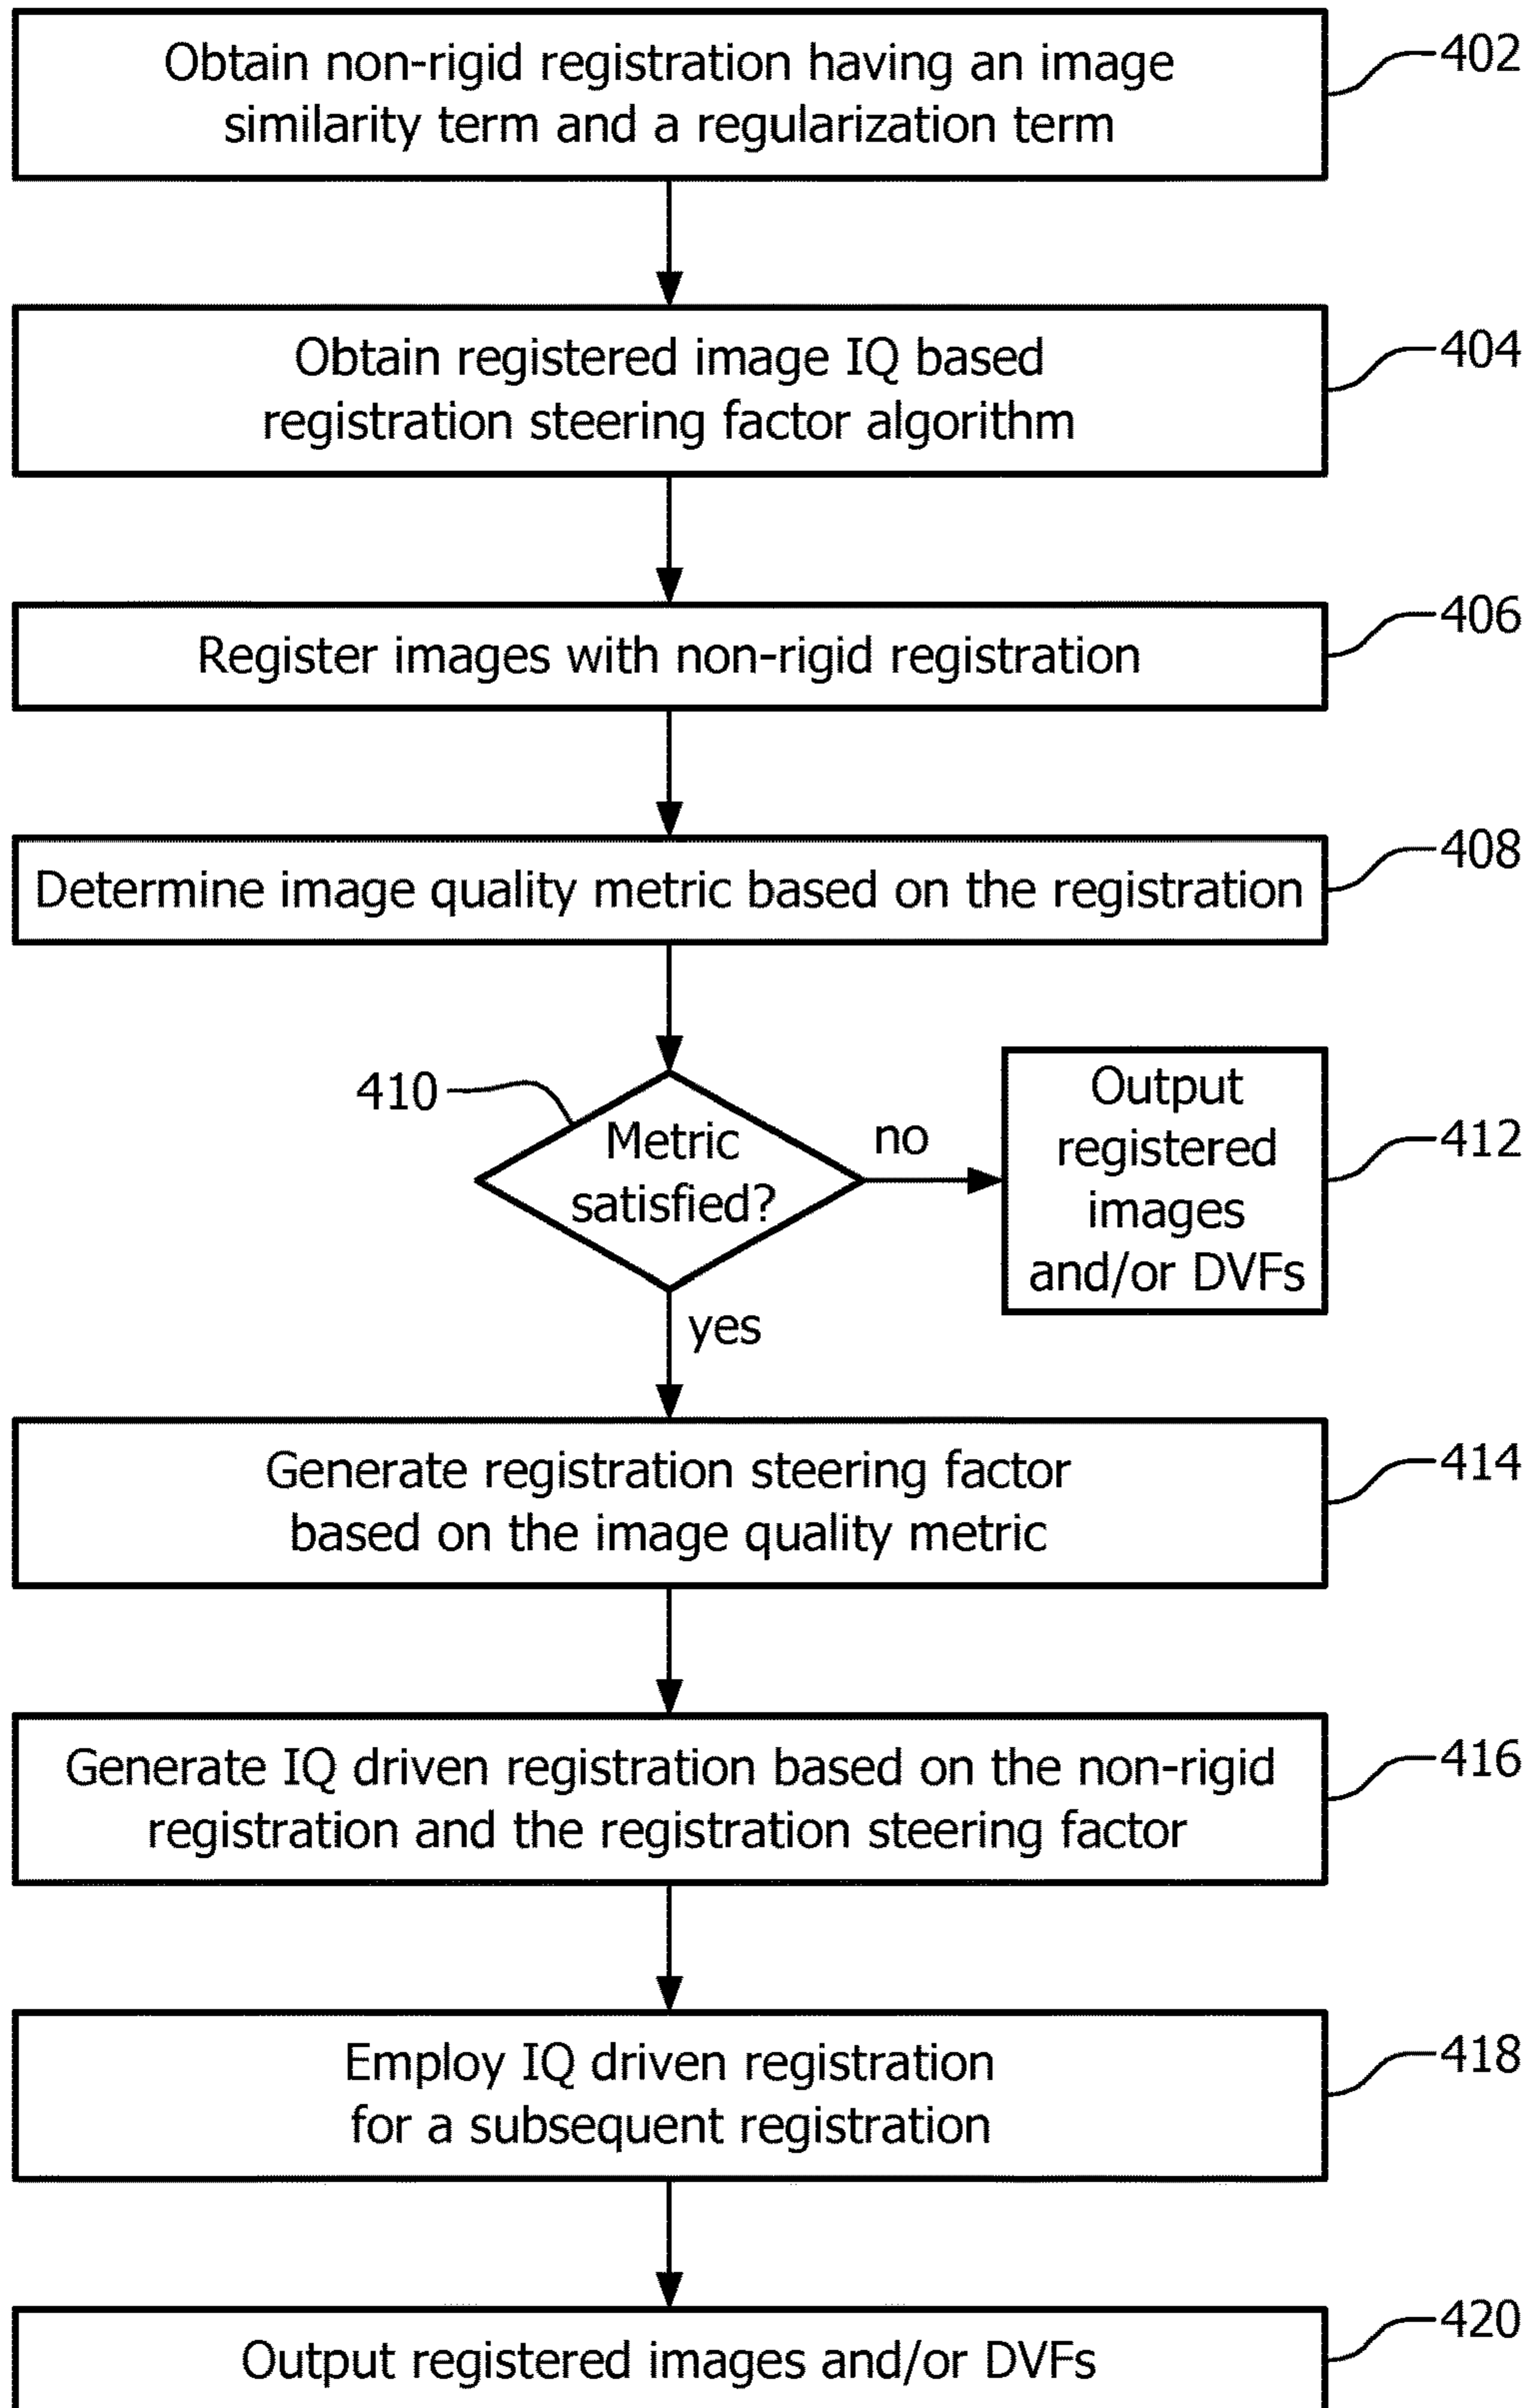 Obtain non-rigid registration having an image
similarity term and a regularization term
402
Obtain registered image IQ based
registration steering factor algorithm
404
Register images with non-rigid registration
406
Determine image quality metric based on the registration
408
410
Metric
satisfied?
no
Output
registered
images
and/or DVFs
412
yes
Generate registration steering factor
based on the image quality metric
414
Generate IQ driven registration based on the non-rigid
registration and the registration steering factor
416
Employ IQ driven registration
for a subsequent registration
418
Output registered images and/or DVFs
420